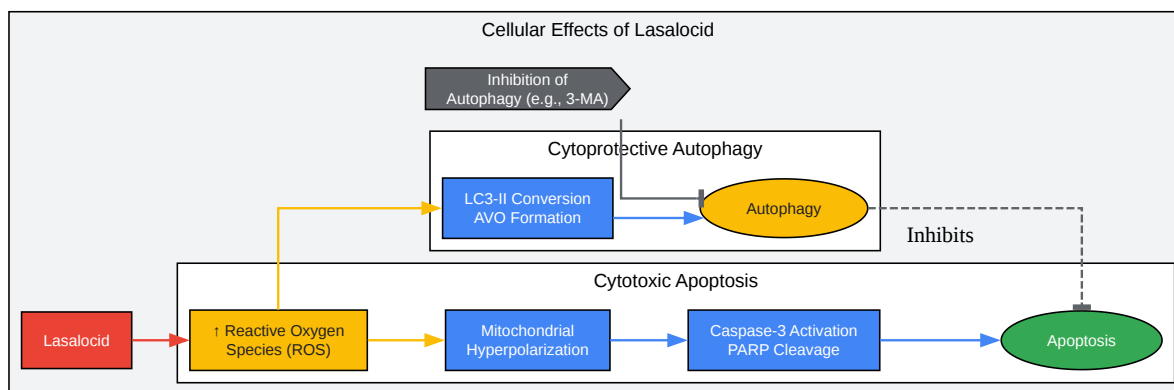 Cellular Effects of Lasalocid
Inhibition of
Autophagy (e.g., 3-MA)
Cytoprotective Autophagy
LC3-II Conversion
AVO Formation
Autophagy
Inhibits
Cytotoxic Apoptosis
Lasalocid
↑ Reactive Oxygen
Species (ROS)
Mitochondrial
Hyperpolarization
Caspase-3 Activation
PARP Cleavage
Apoptosis